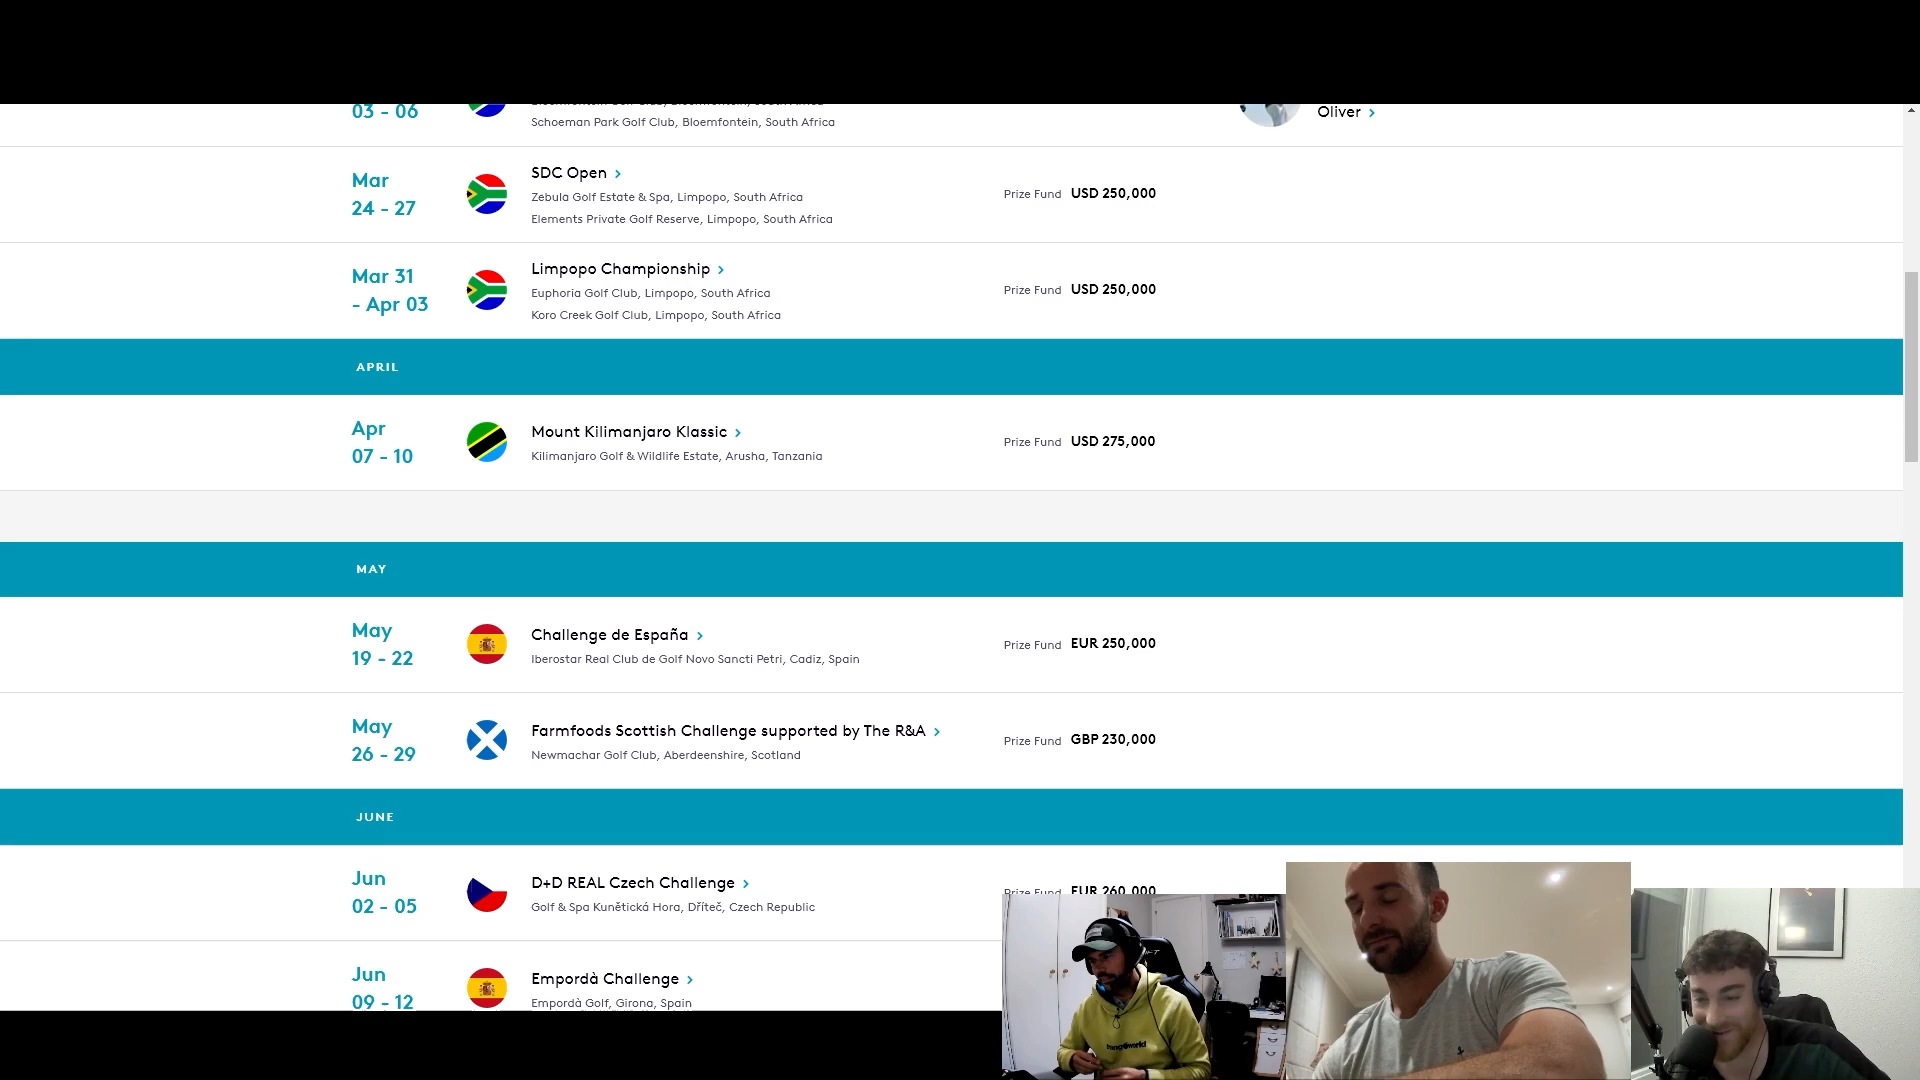 03 - 06
Schoeman Park Golf Club, Bloemfontein, South Africa
Oliver
Mar
24 - 27
SDC Open
Zebula Golf Estate & Spa, Limpopo, South Africa
Elements Private Golf Reserve, Limpopo, South Africa
Prize Fund USD 250,000
Mar 31
- Apr 03
Limpopo Championship
Euphoria Golf Club, Limpopo, South Africa
Koro Creek Golf Club, Limpopo, South Africa
Prize Fund USD 250,000
APRIL
Apr
07 - 10
Mount Kilimanjaro Klassic
Kilimanjaro Golf & Wildlife Estate, Arusha, Tanzania
Prize Fund USD 275,000
MAY
May
19 - 22
Challenge de España
Iberostar Real Club de Golf Novo Sancti Petri, Cadiz, Spain
Prize Fund EUR 250,000
May
26 - 29
Farmfoods Scottish Challenge supported by The R&A
Newmachar Golf Club, Aberdeenshire, Scotland
Prize Fund GBP 230,000
JUNE
Jun
02 - 05
D+D REAL Czech Challenge
Golf & Spa Kunětická Hora, Dříteč, Czech Republic
Prize Fund EUR 260,000
Jun
09 - 12
Empordà Challenge
Empordà Golf, Girona, Spain